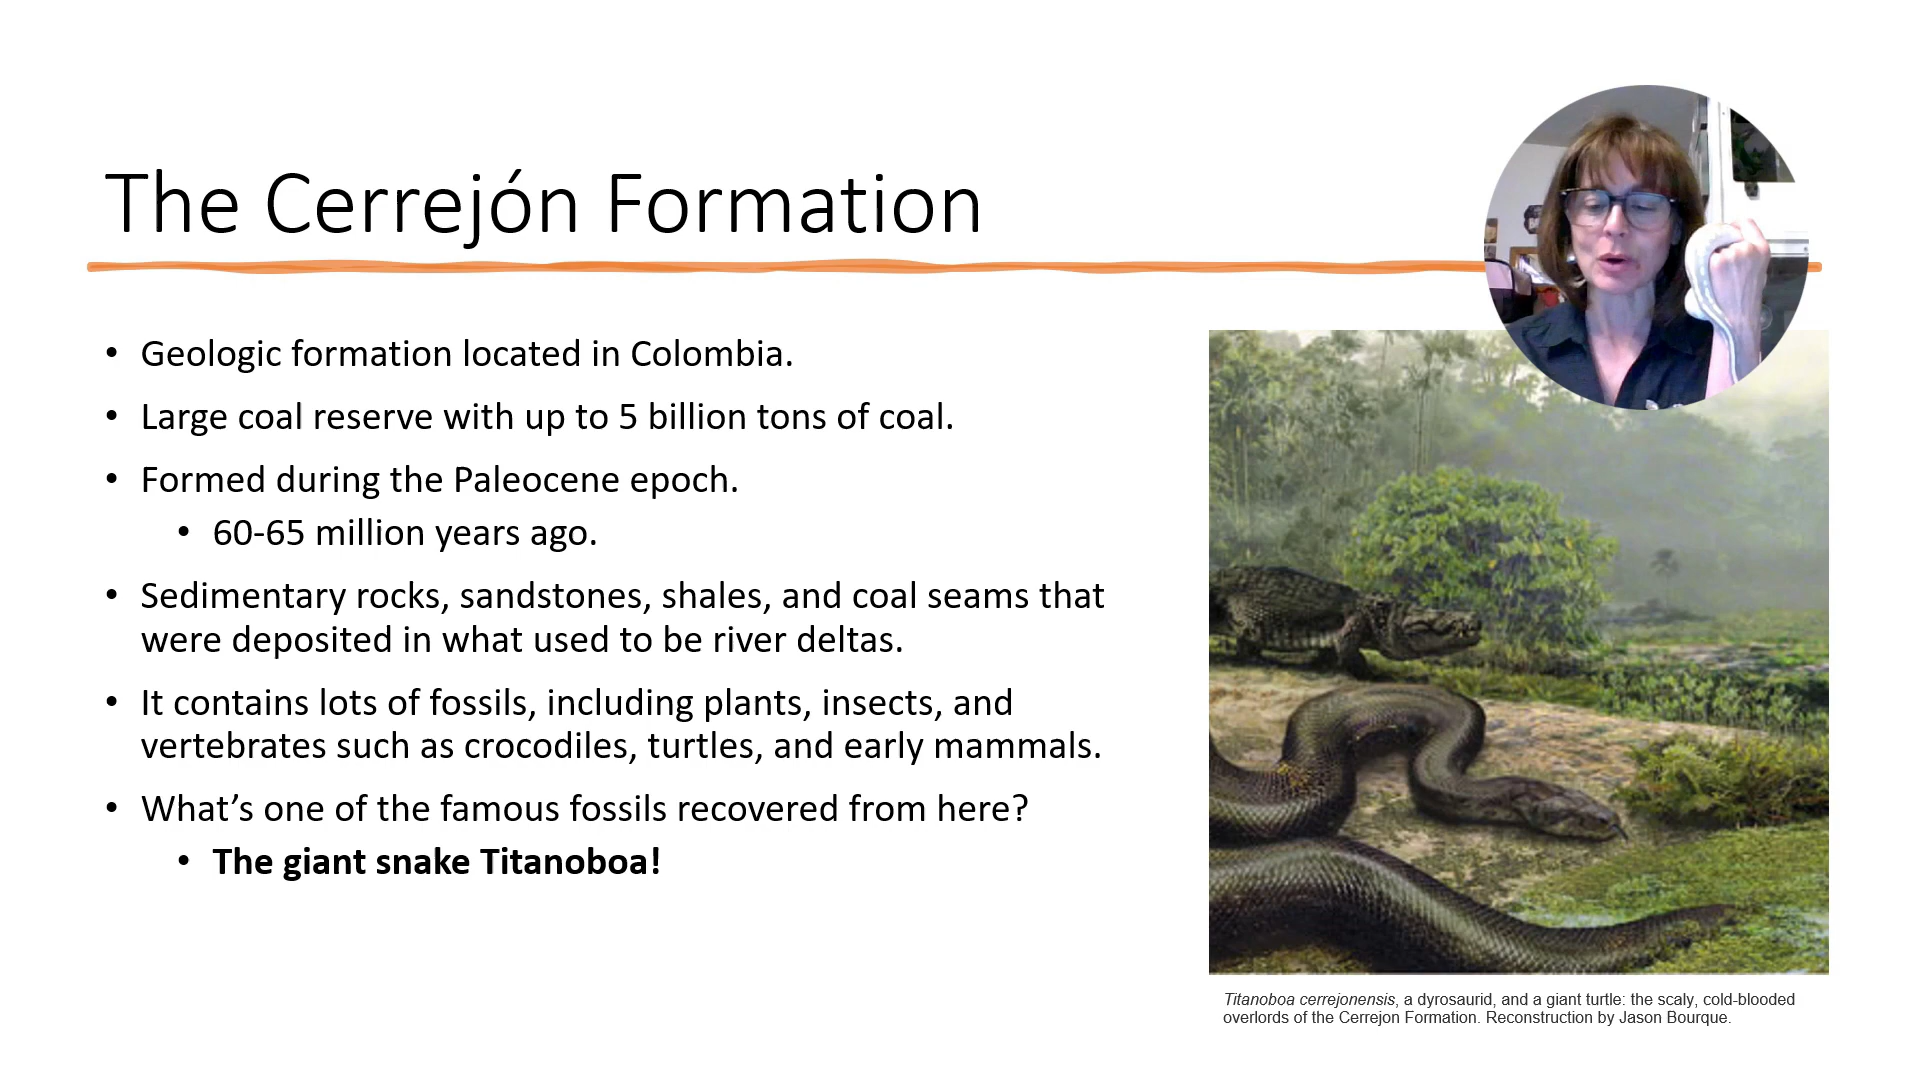 The Cerrejón Formation
• Geologic formation located in Colombia.
• Large coal reserve with up to 5 billion tons of coal.
• Formed during the Paleocene epoch.
• 60-65 million years ago.
• Sedimentary rocks, sandstones, shales, and coal seams that
were deposited in what used to be river deltas.
• It contains lots of fossils, including plants, insects, and
vertebrates such as crocodiles, turtles, and early mammals.
• What’s one of the famous fossils recovered from here?
• The giant snake Titanoboa!
Titanoboa cerrejonensis, a dyrosaurid, and a giant turtle: the scaly, cold-blooded
overlords of the Cerrejon Formation. Reconstruction by Jason Bourque.